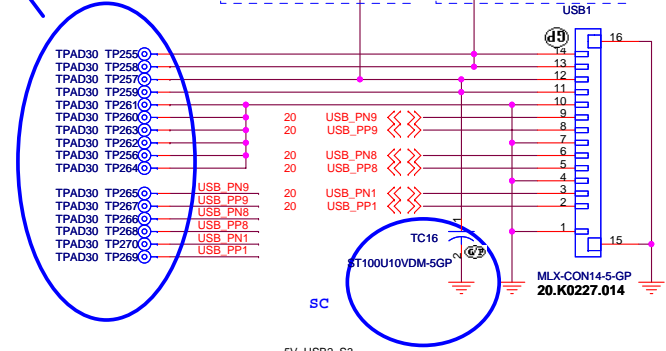 USB1
GP
16
TPAD30 TP255
14
TPAD30 TP258
13
TPAD30 TP257
12
TPAD30 TP259
11
TPAD30 TP261
10
TPAD30 TP260
20 USB_PN9
9
TPAD30 TP263
20 USB_PP9
8
TPAD30 TP262
7
TPAD30 TP256
20 USB_PN8
6
TPAD30 TP264
20 USB_PP8
5
4
TPAD30 TP265
USB_PN9
20 USB_PN1
3
TPAD30 TP267
USB_PP9
20 USB_PP1
2
TPAD30 TP266
USB_PN8
TPAD30 TP268
USB_PP8
1
1
TPAD30 TP270
USB_PN1
TC16
15
TPAD30 TP269
USB_PP1
GP
2
ST100U10VDM-5GP
MLX-CON14-5-GP
20.K0227.014
SC